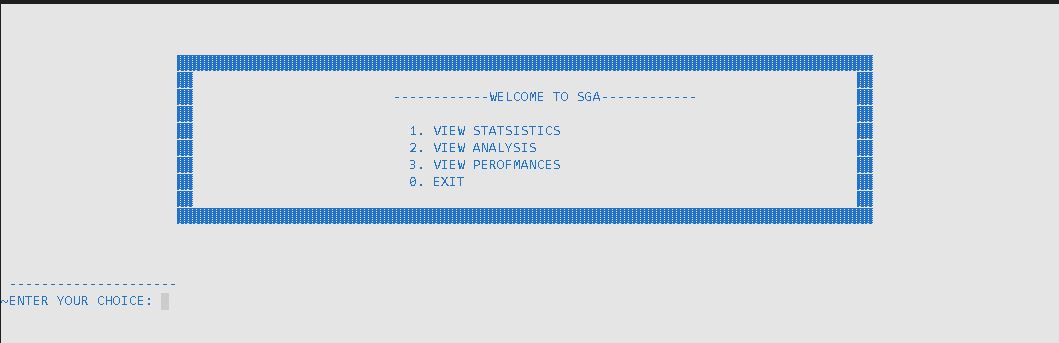 ------------WELCOME TO SGA------------
1. VIEW STATSISTICS
2. VIEW ANALYSIS
3. VIEW PEROFMANCES
0. EXIT
---------------------
~ENTER YOUR CHOICE: